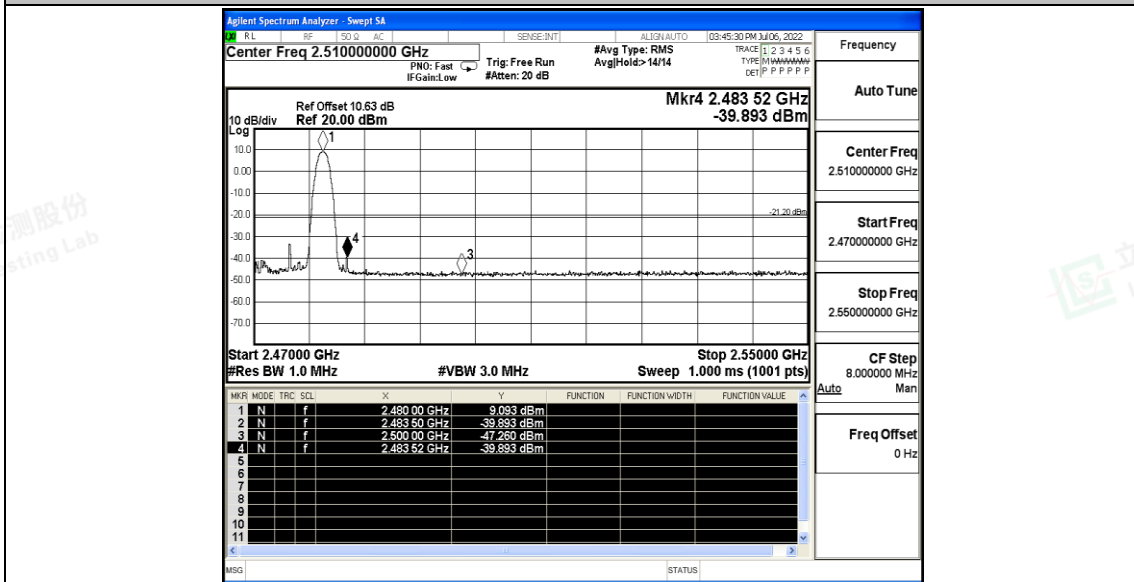 Agilent Spectrum Analyzer - Swept SA
RL RF 50 Ω AC SENSE:INT ALIGN AUTO 03:45:30 PM Jul 06, 2022
Center Freq 2.510000000 GHz
PNO: Fast
IFGain:Low
Trig: Free Run
#Atten: 20 dB
#Avg Type: RMS
Avg|Hold:>14/14
TRACE 1 2 3 4 5 6
TYPE M W W W W W
DET P P P P P P
Mkr4 2.483 52 GHz
-39.893 dBm
Ref Offset 10.63 dB
10 dB/div Ref 20.00 dBm
Log
10.0
0.00
-10.0
-20.0
-30.0
-40.0
-50.0
-60.0
-70.0
1
4
3
-21.20 dBm
Start 2.47000 GHz Stop 2.55000 GHz
#Res BW 1.0 MHz #VBW 3.0 MHz Sweep 1.000 ms (1001 pts)
MKR MODE TRC SCL X Y FUNCTION FUNCTION WIDTH FUNCTION VALUE
1 N f 2.480 00 GHz 9.093 dBm
2 N f 2.483 50 GHz -39.893 dBm
3 N f 2.500 00 GHz -47.260 dBm
4 N f 2.483 52 GHz -39.893 dBm
5
6
7
8
9
10
11
MSG STATUS
Frequency
Auto Tune
Center Freq
2.510000000 GHz
Start Freq
2.470000000 GHz
Stop Freq
2.550000000 GHz
CF Step
8.000000 MHz
Auto Man
Freq Offset
0 Hz
测股份
sting Lab
立